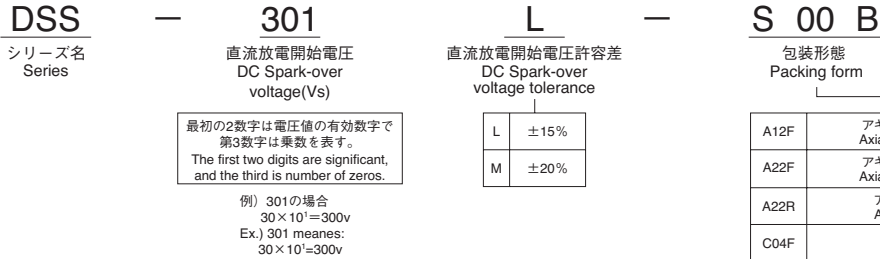 DSS — 301 L — S 00 B
シリーズ名
Series
直流放電開始電圧
DC Spark-over
voltage(Vs)
直流放電開始電圧許容差
DC Spark-over
voltage tolerance
包装形態
Packing form
最初の2数字は電圧値の有効数字で
第3数字は乗数を表す。
The first two digits are significant,
and the third is number of zeros.
例）301の場合
30×10¹＝300v
Ex.) 301 meanes:
30×10¹=300v
L ±15%
M ±20%
A12F
A22F
A22R
C04F